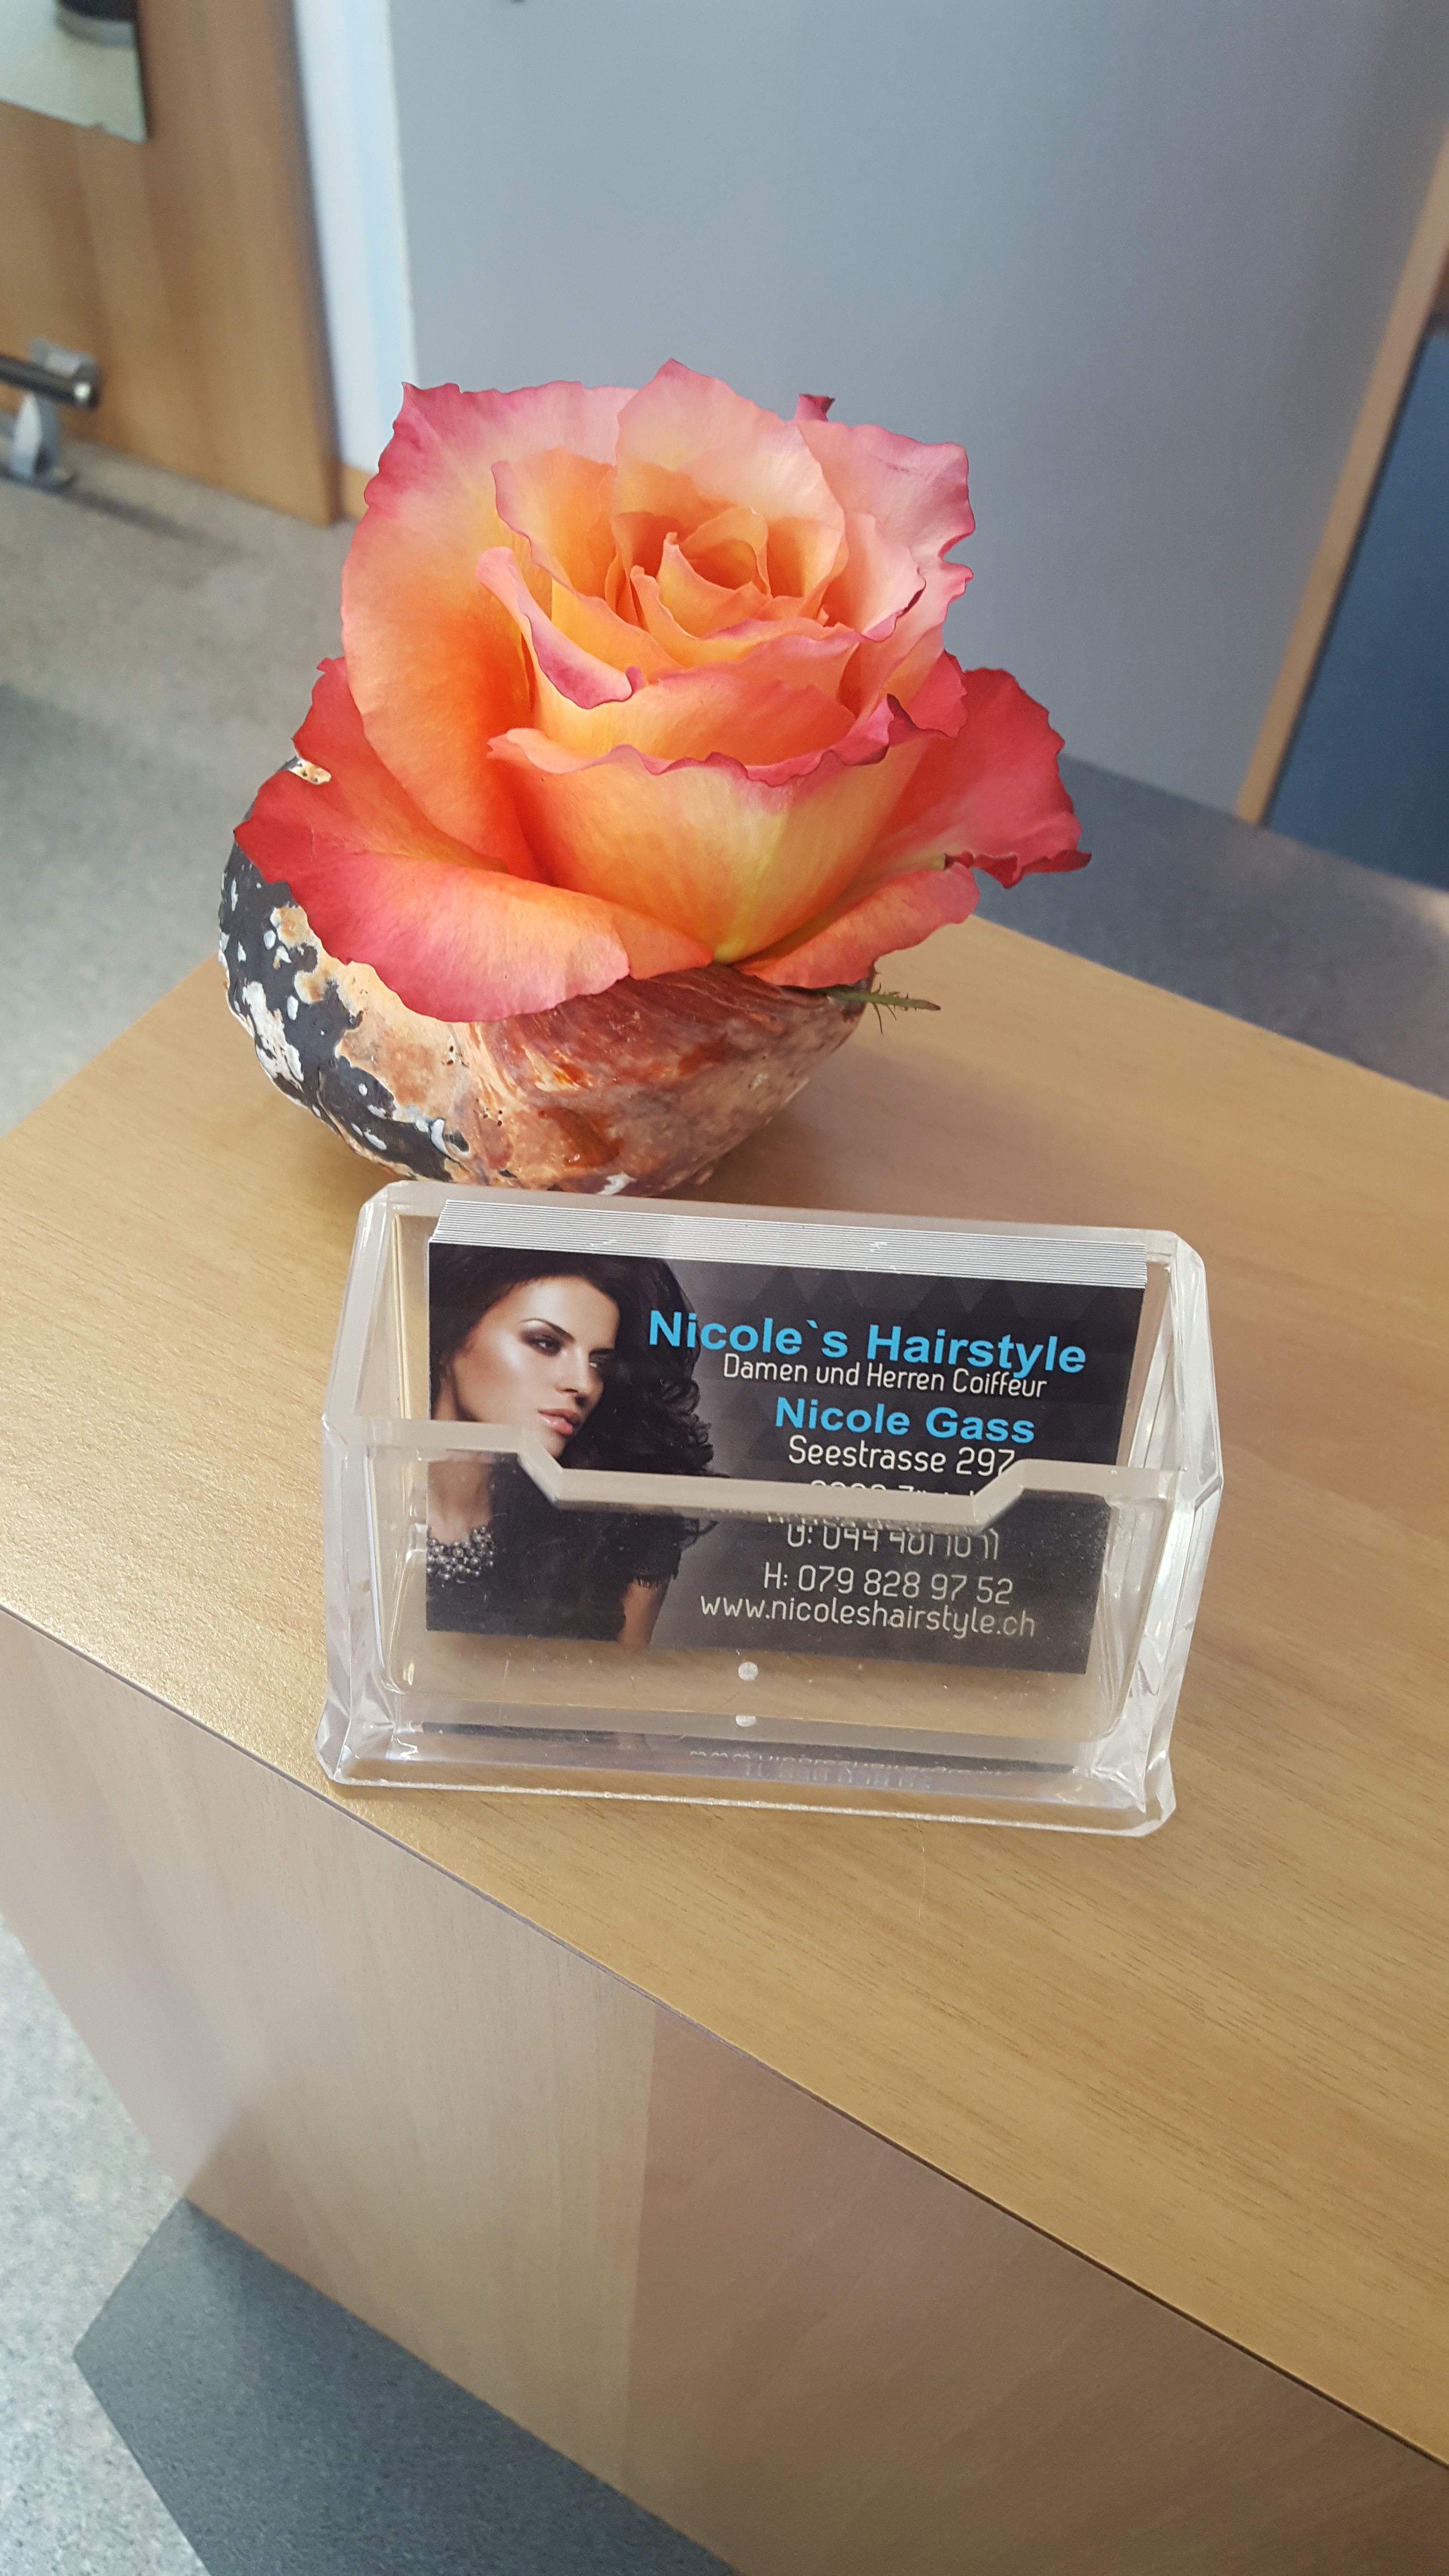 Nicole`s Hairstyle
Damen und Herren Coiffeur
Nicole Gass
Seestrasse 297
H: 079 828 97 52
www.nicoleshairstyle.ch